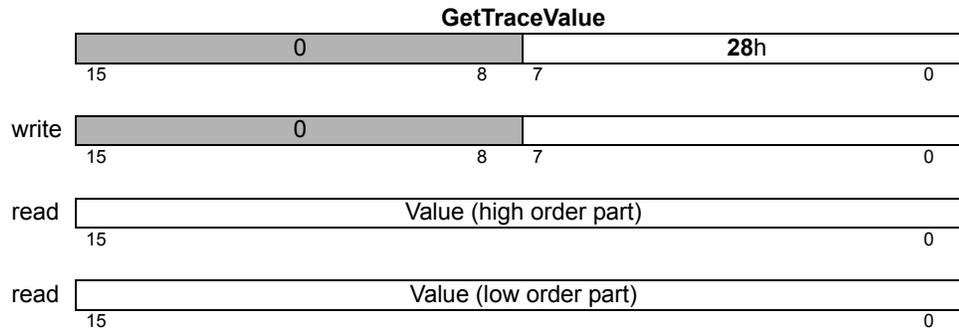 GetTraceValue
0 28h
15 8 7 0
write 0
15 8 7 0
read Value (high order part)
15 0
read Value (low order part)
15 0